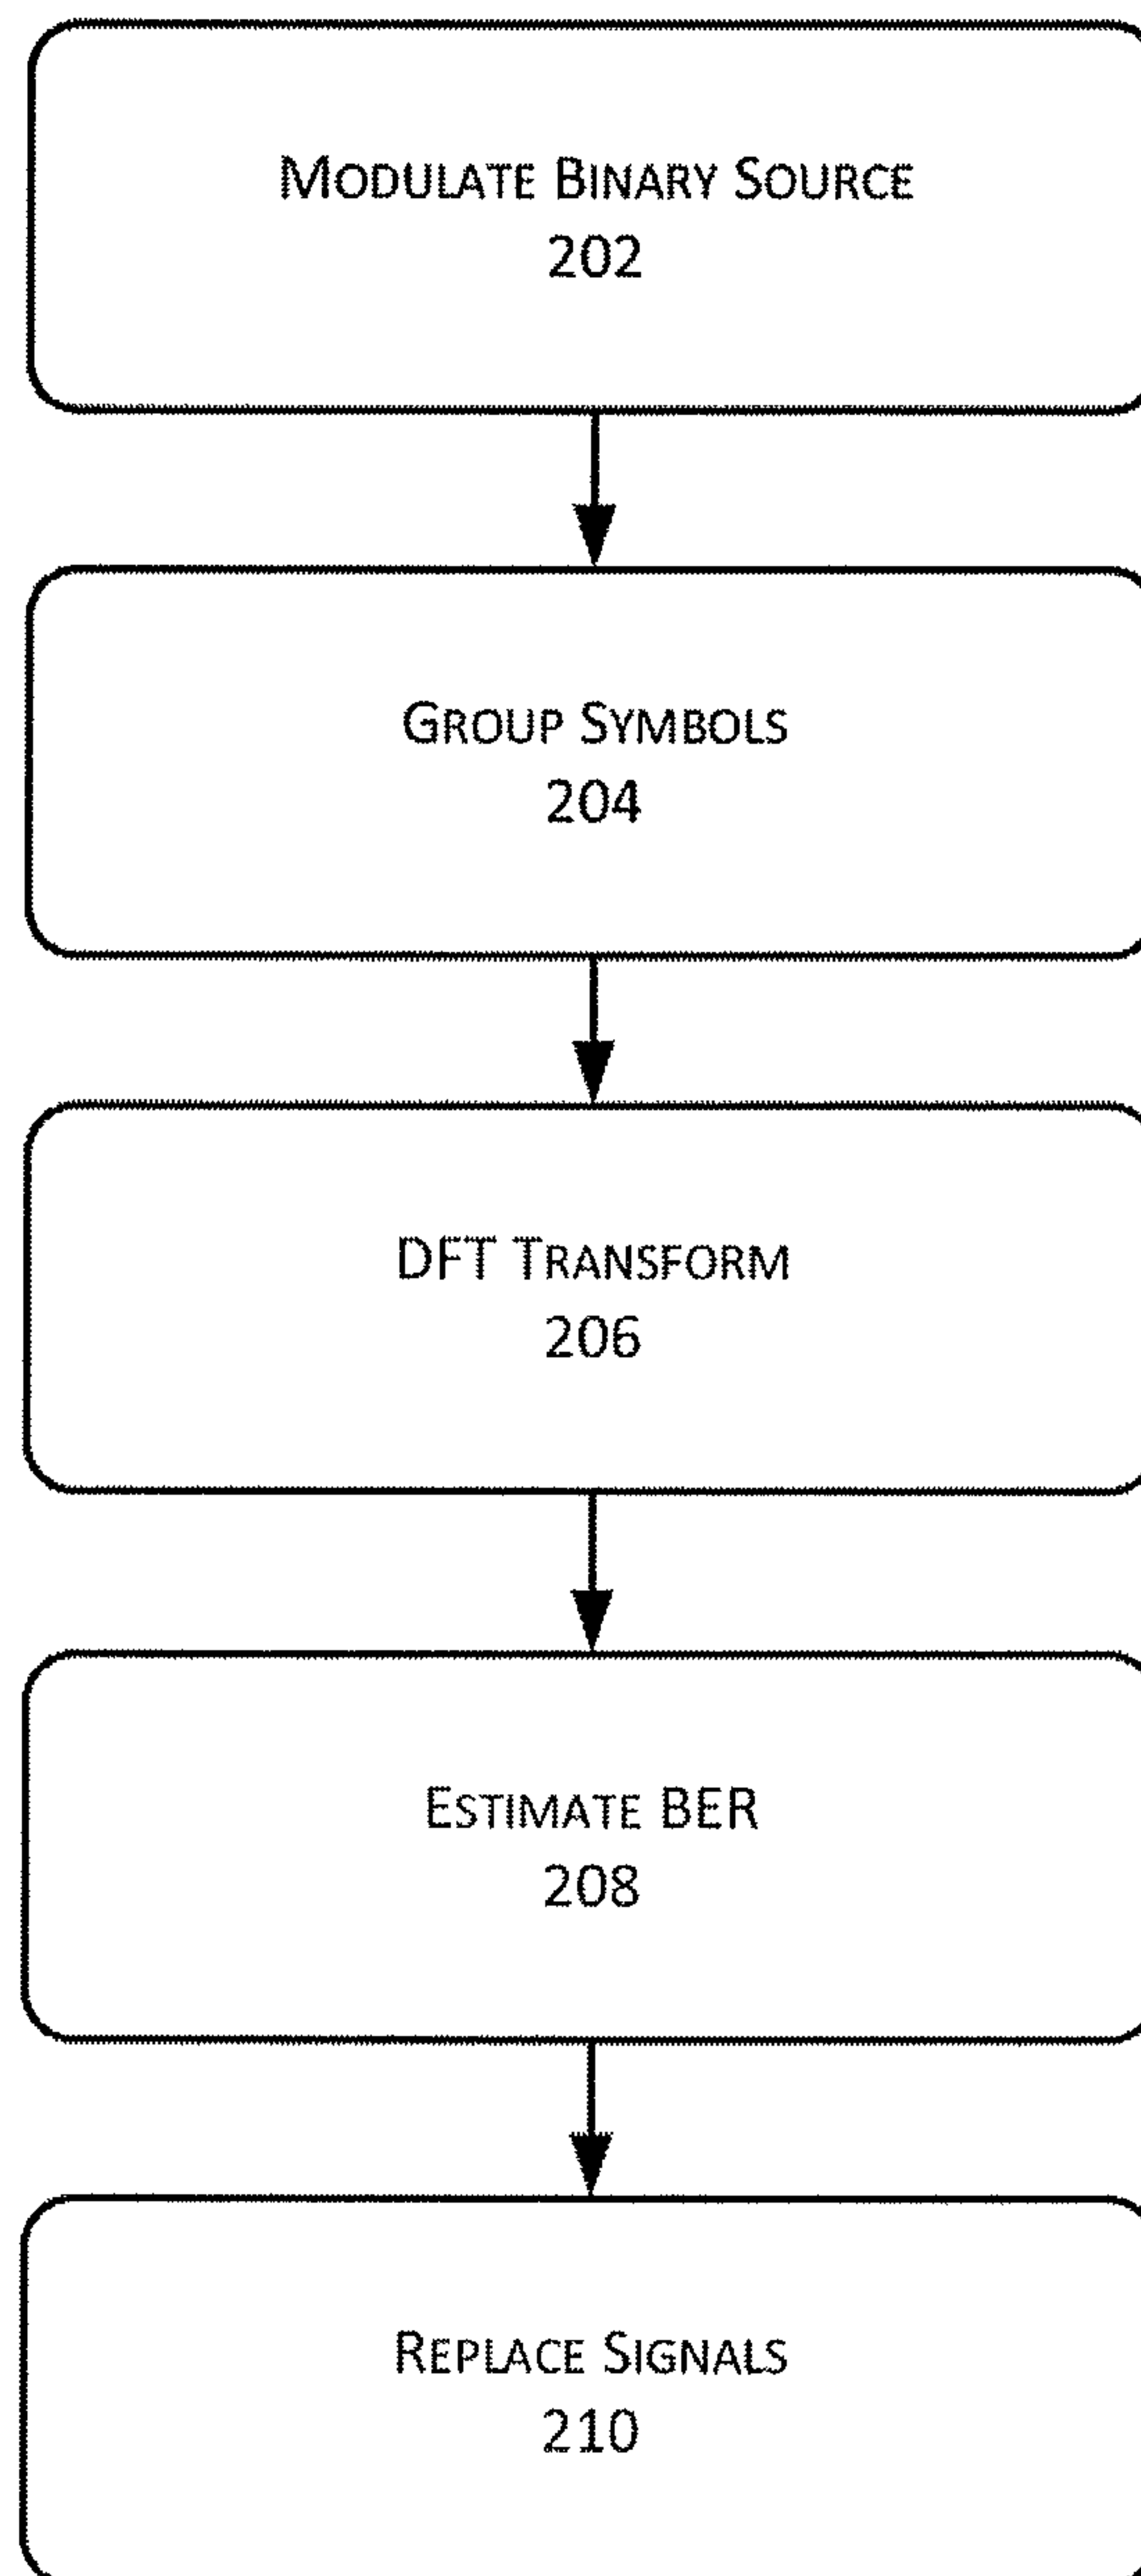 MODULATE BINARY SOURCE
202
GROUP SYMBOLS
204
DFT TRANSFORM
206
ESTIMATE BER
208
REPLACE SIGNALS
210